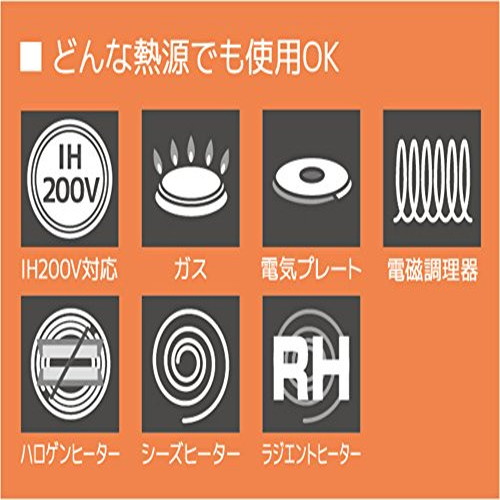 ■ どんな熱源でも使用OK
IH
200V
IH200V対応
ガス
電気プレート
電磁調理器
RH
ハロゲンヒーター
シーズヒーター
ラジエントヒーター